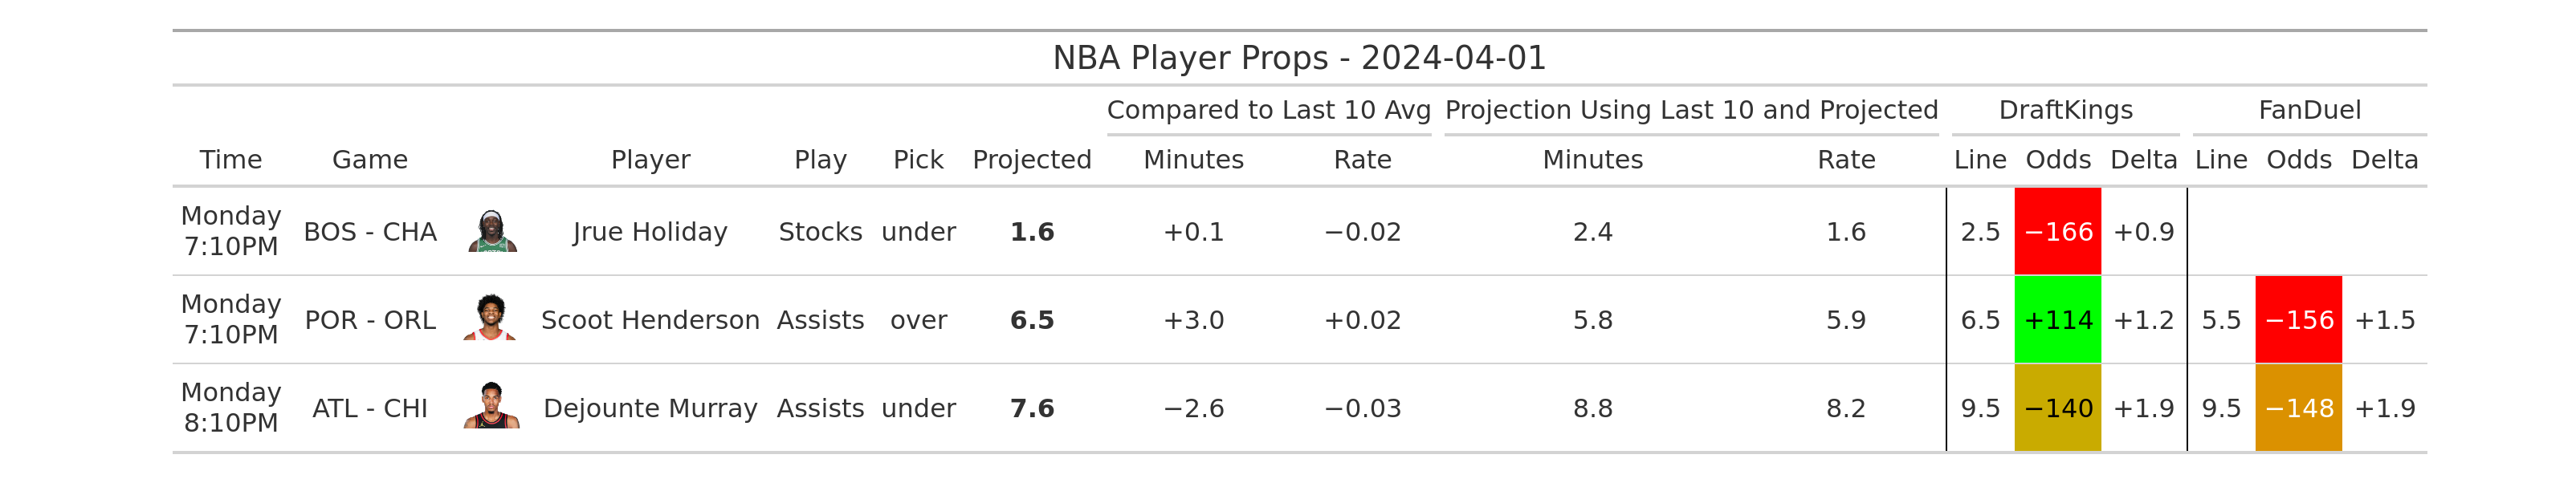 NBA Player Props - 2024-04-01
Compared to Last 10 Avg Projection Using Last 10 and Projected DraftKings FanDuel
Time Game Player Play Pick Projected Minutes Rate Minutes Rate Line Odds Delta Line Odds Delta
Monday
7:10PM BOS - CHA Jrue Holiday Stocks under 1.6 +0.1 −0.02 2.4 1.6 2.5 −166 +0.9
Monday
7:10PM POR - ORL Scoot Henderson Assists over 6.5 +3.0 +0.02 5.8 5.9 6.5 +114 +1.2 5.5 −156 +1.5
Monday
8:10PM ATL - CHI Dejounte Murray Assists under 7.6 −2.6 −0.03 8.8 8.2 9.5 −140 +1.9 9.5 −148 +1.9